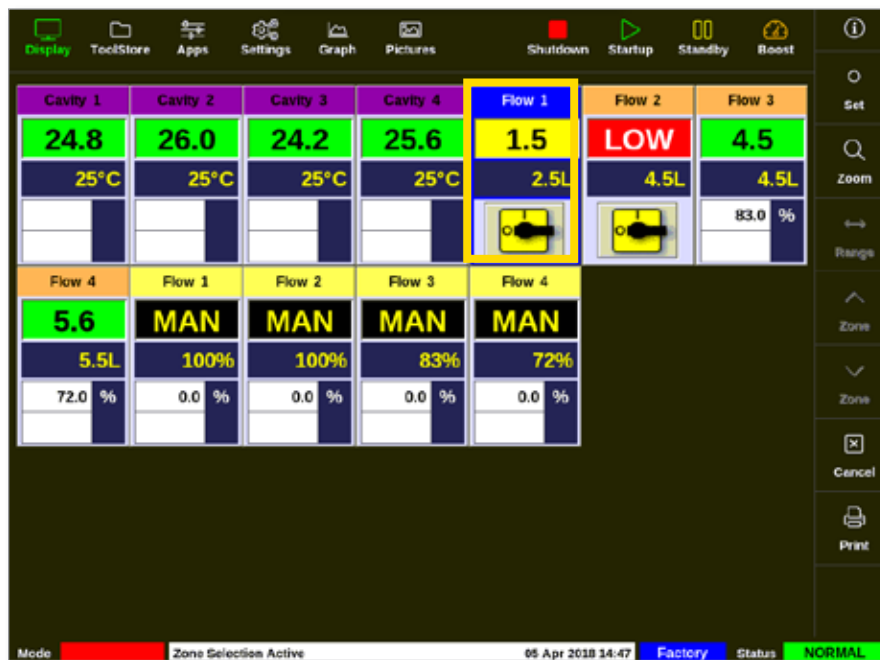 Display ToolStore Apps Settings Graph Pictures Shutdown Startup Standby Boost
Cavity 1 Cavity 2 Cavity 3 Cavity 4 Flow 1 Flow 2 Flow 3
24.8 26.0 24.2 25.6 1.5 LOW 4.5
25°C 25°C 25°C 25°C 2.5L 4.5L 4.5L
I I 83.0 %
O O
Flow 4 Flow 1 Flow 2 Flow 3 Flow 4
5.6 MAN MAN MAN MAN
5.5L 100% 100% 83% 72%
72.0 % 0.0 % 0.0 % 0.0 % 0.0 %
i
Set
Zoom
Range
Zone
Zone
Cancel
Print
Mode Zone Selection Active 05 Apr 2018 14:47 Factory Status NORMAL